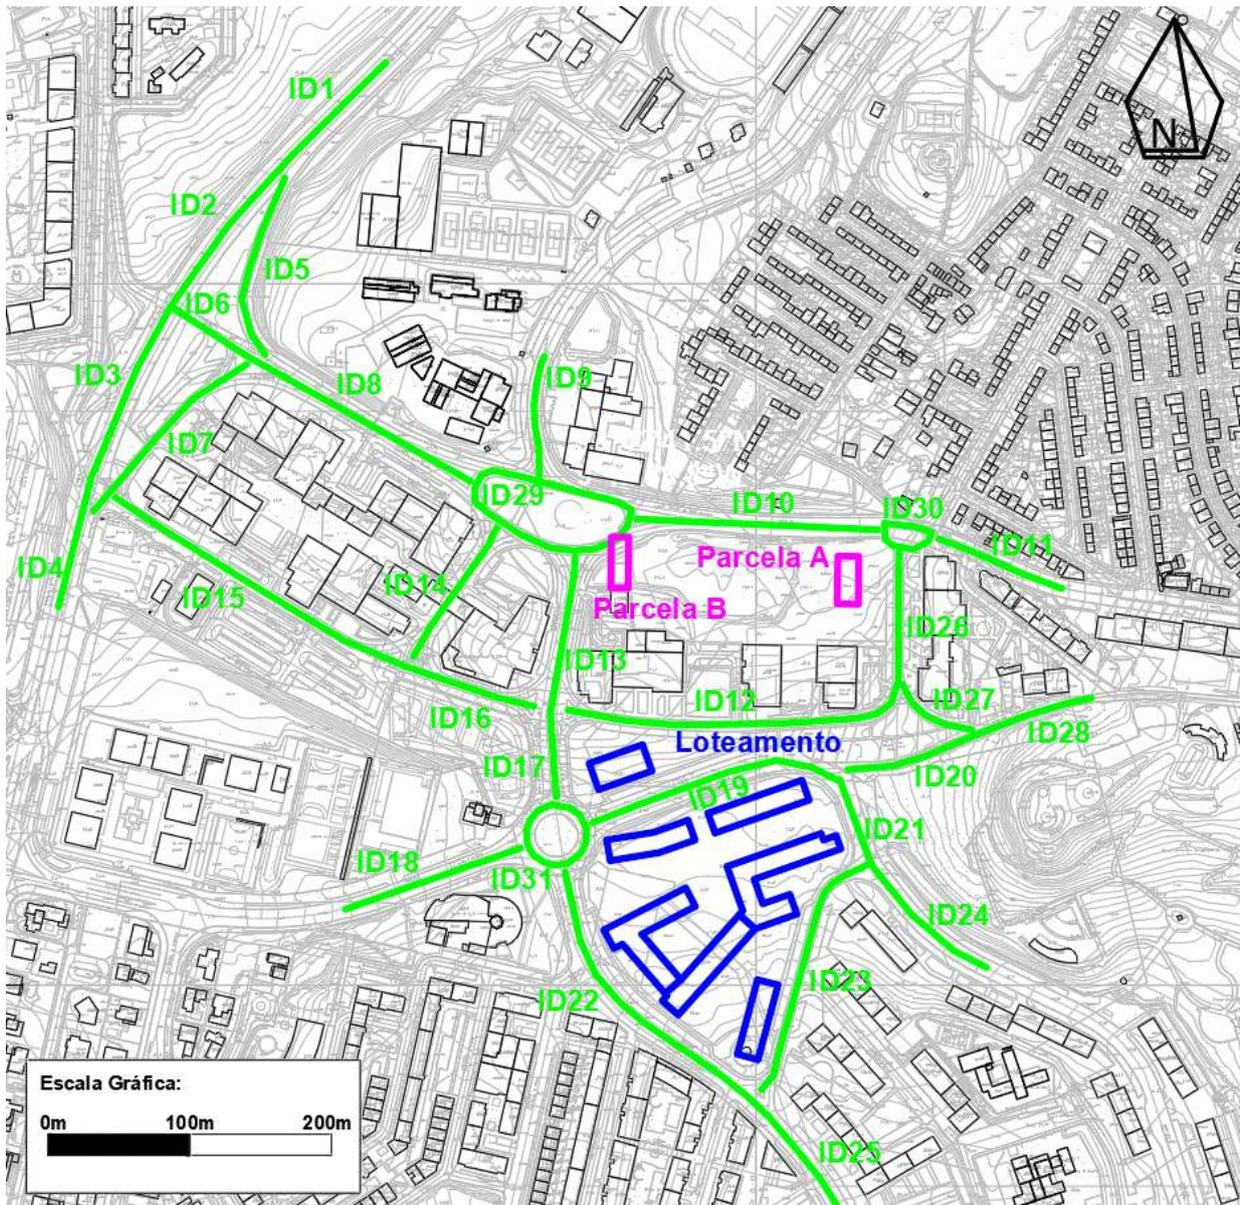 ID1
N
ID2
ID5
ID6
ID3
ID8
ID9
ID7
ID29
ID10
ID30
ID11
Parcela A
ID4
ID14
ID15
Parcela B
ID26
ID13
ID12
ID27
ID16
ID28
Loteamento
ID17
ID20
ID19
ID21
ID18
ID31
ID24
ID23
ID22
Escala Gráfica:
0m 100m 200m
ID25